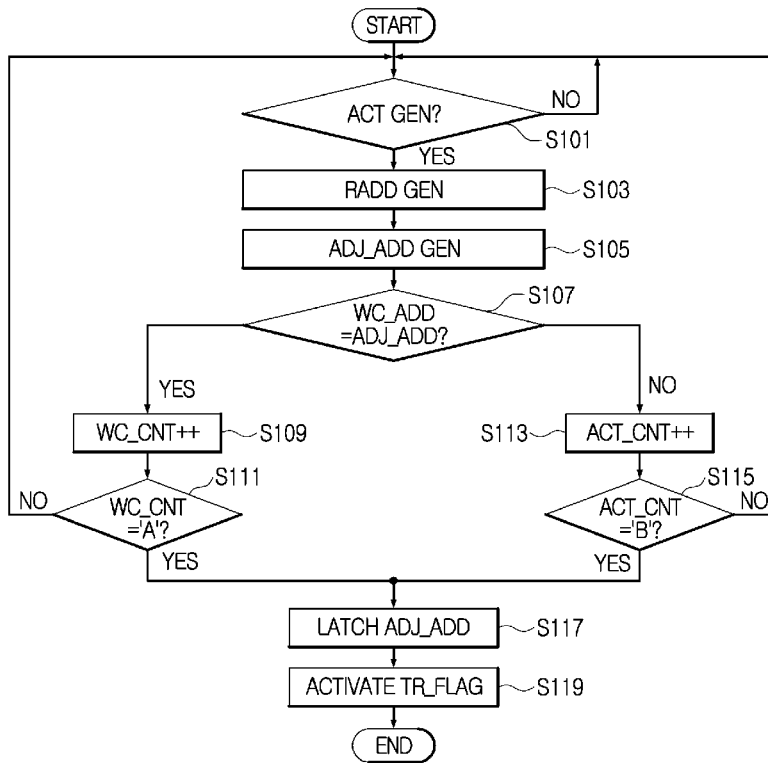 START
ACT GEN?
NO
S101
YES
RADD GEN
S103
ADJ_ADD GEN
S105
S107
WC_ADD
=ADJ_ADD?
YES
NO
WC_CNT++
S109
S113
ACT_CNT++
S111
S115
NO
WC_CNT
='A'?
ACT_CNT
='B'?
NO
YES
YES
LATCH ADJ_ADD
S117
ACTIVATE TR_FLAG
S119
END